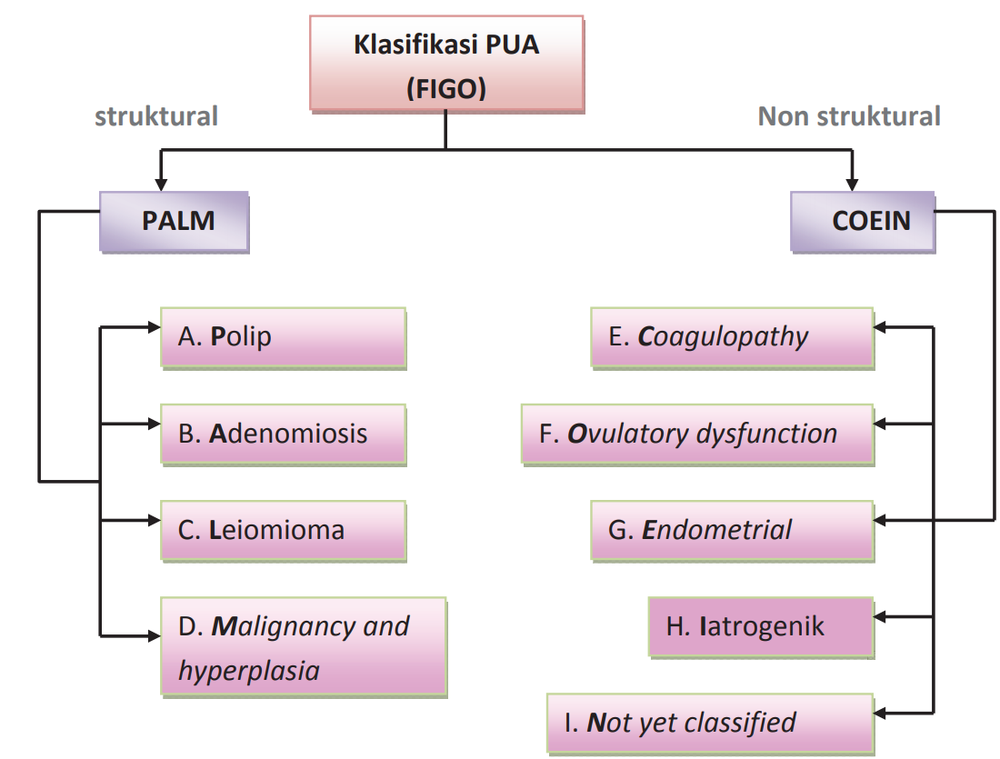 Klasifikasi PUA
(FIGO)
struktural
Non struktural
PALM
COEIN
A. Polip
B. Adenomiosis
C. Leiomioma
D. Malignancy and
hyperplasia
E. Coagulopathy
F. Ovulatory dysfunction
G. Endometrial
H. Iatrogenik
I. Not yet classified